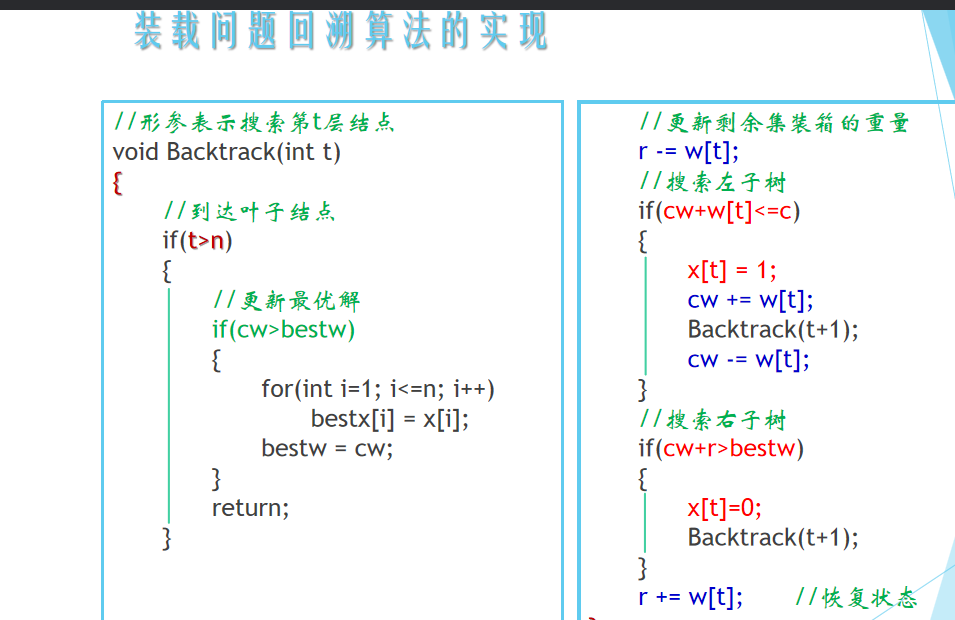 装载问题回溯算法的实现
//形参表示搜索第t层结点
void Backtrack(int t)
{
//到达叶子结点
if(t>n)
{
//更新最优解
if(cw>bestw)
{
for(int i=1; i<=n; i++)
bestx[i] = x[i];
bestw = cw;
}
return;
}
//更新剩余集装箱的重量
r -= w[t];
//搜索左子树
if(cw+w[t]<=c)
{
x[t] = 1;
cw += w[t];
Backtrack(t+1);
cw -= w[t];
}
//搜索右子树
if(cw+r>bestw)
{
x[t]=0;
Backtrack(t+1);
}
r += w[t]; //恢复状态